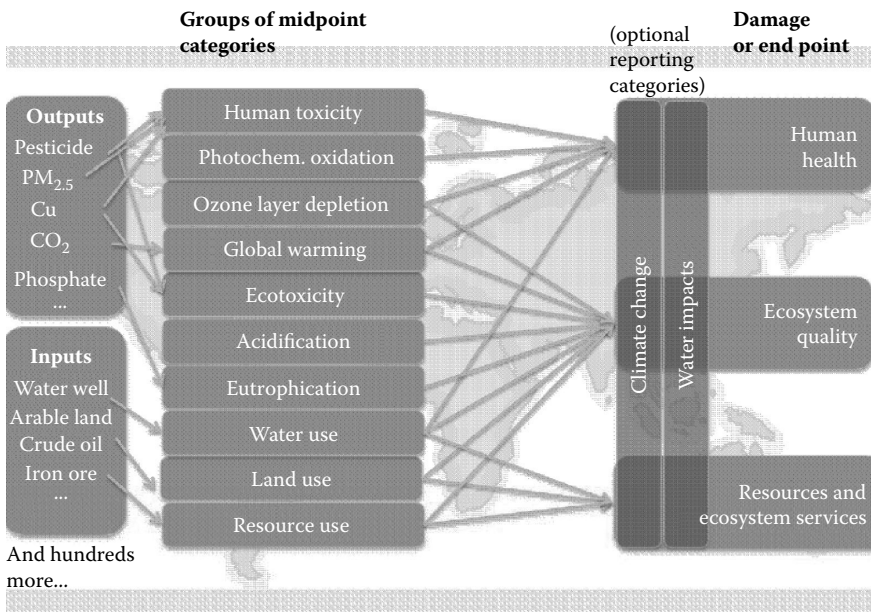 Groups of midpoint
categories
(optional
reporting
categories)
Damage
or end point
Outputs
Pesticide
PM2.5
Cu
CO2
Phosphate
...
Inputs
Water well
Arable land
Crude oil
Iron ore
...
And hundreds
more...
Human toxicity
Photochem. oxidation
Ozone layer depletion
Global warming
Ecotoxicity
Acidification
Eutrophication
Water use
Land use
Resource use
Climate change
Water impacts
Human
health
Ecosystem
quality
Resources and
ecosystem services